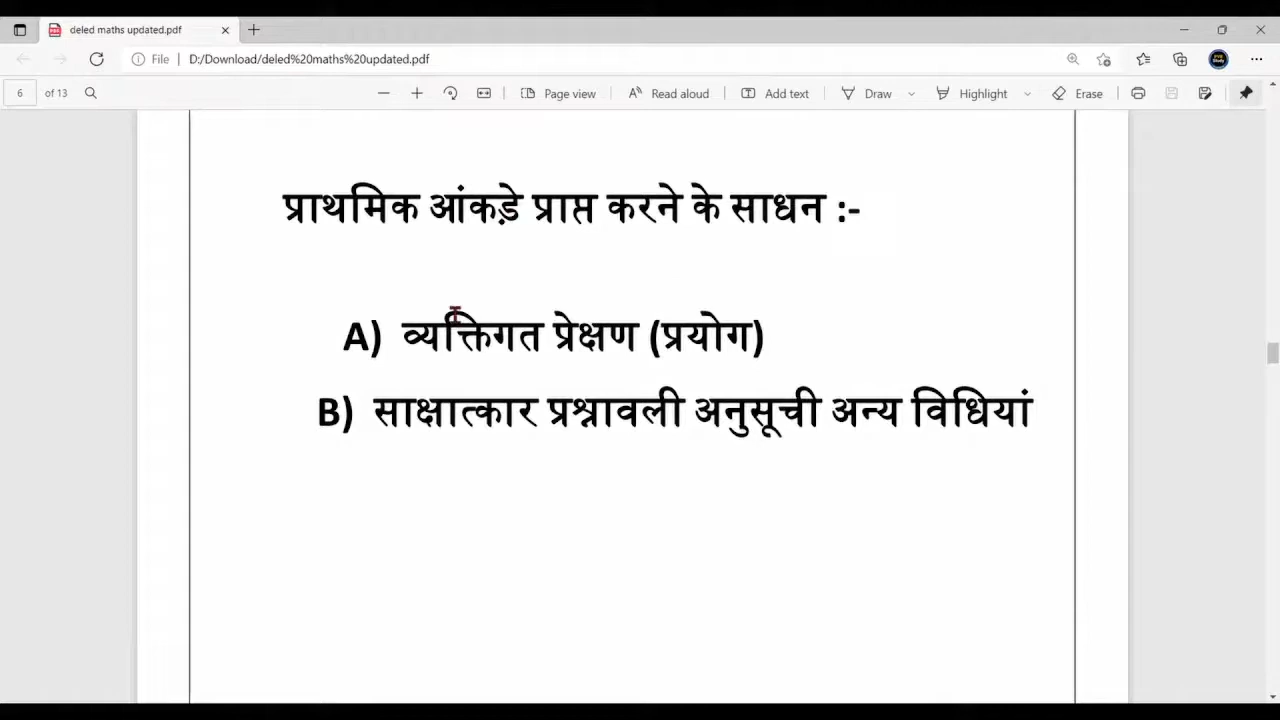 deled maths updated.pdf
File D:/Download/deled%20maths%20updated.pdf
6 of 13 Page view Read aloud Add text Draw Highlight Erase
प्राथमिक आंकड़े प्राप्त करने के साधन :-
A) व्यक्तिगत प्रेक्षण (प्रयोग)
B) साक्षात्कार प्रश्नावली अनुसूची अन्य विधियां